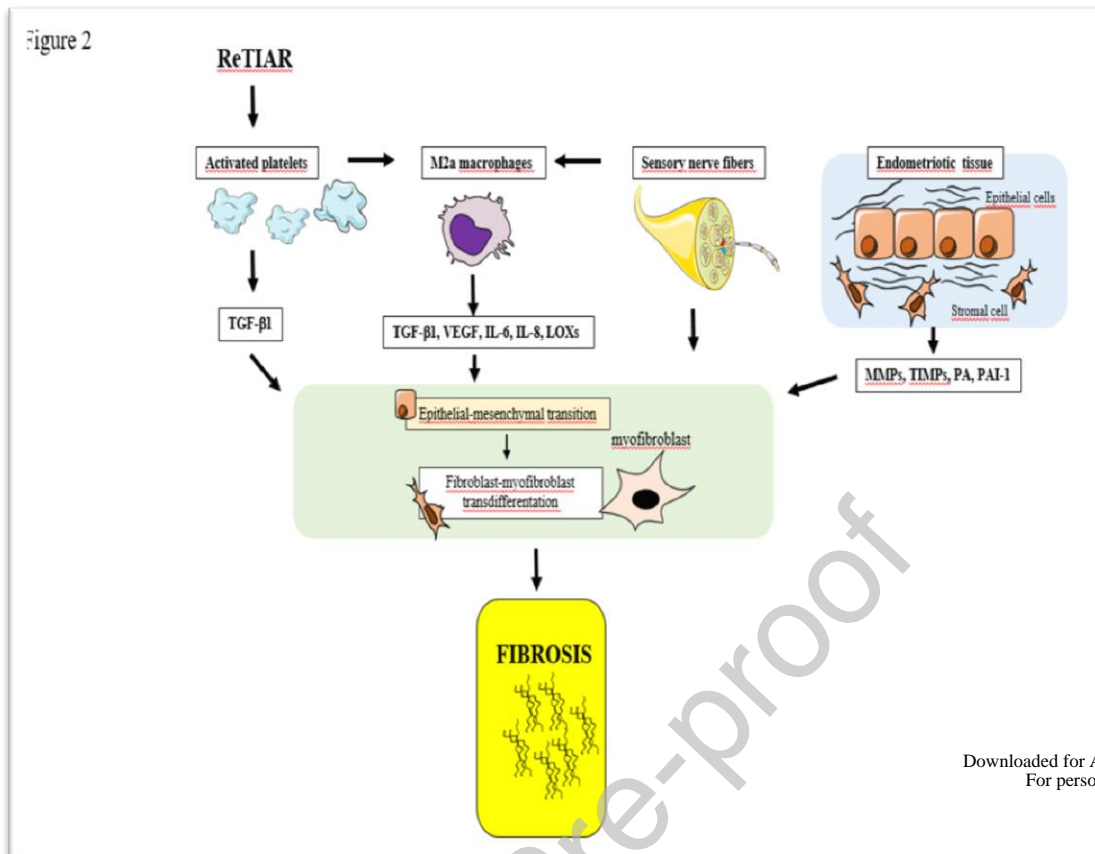 Figure 2
ReTIAR
Activated platelets
M2a macrophages
Sensory nerve fibers
Endometriotic tissue
Epithelial cells
Stromal cell
TGF-β1
TGF-β1, VEGF, IL-6, IL-8, LOXs
MMPs, TIMPs, PA, PAI-1
Epithelial-mesenchymal transition
myofibroblast
Fibroblast-myofibroblast
transdifferentation
FIBROSIS
re-proof
Downloaded for A
For perso